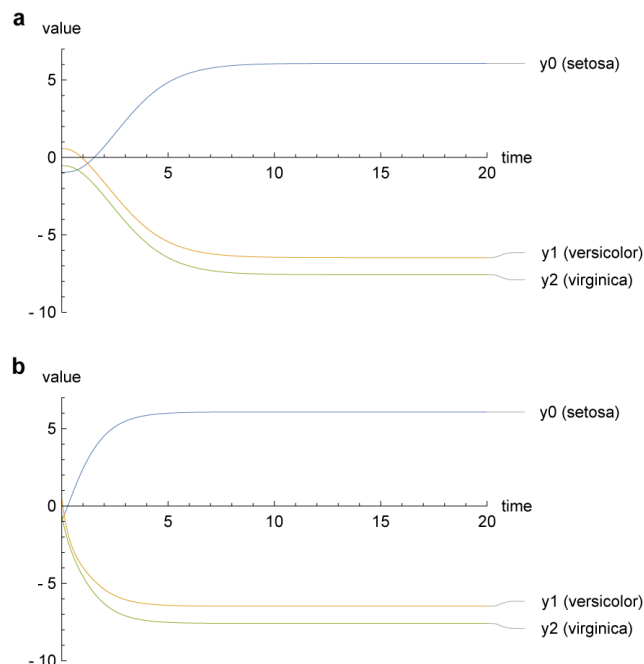 a
value
5
y0 (setosa)
0
time
5
10
15
20
- 5
y1 (versicolor)
y2 (virginica)
- 10
b
value
5
y0 (setosa)
0
time
5
10
15
20
- 5
y1 (versicolor)
y2 (virginica)
- 10